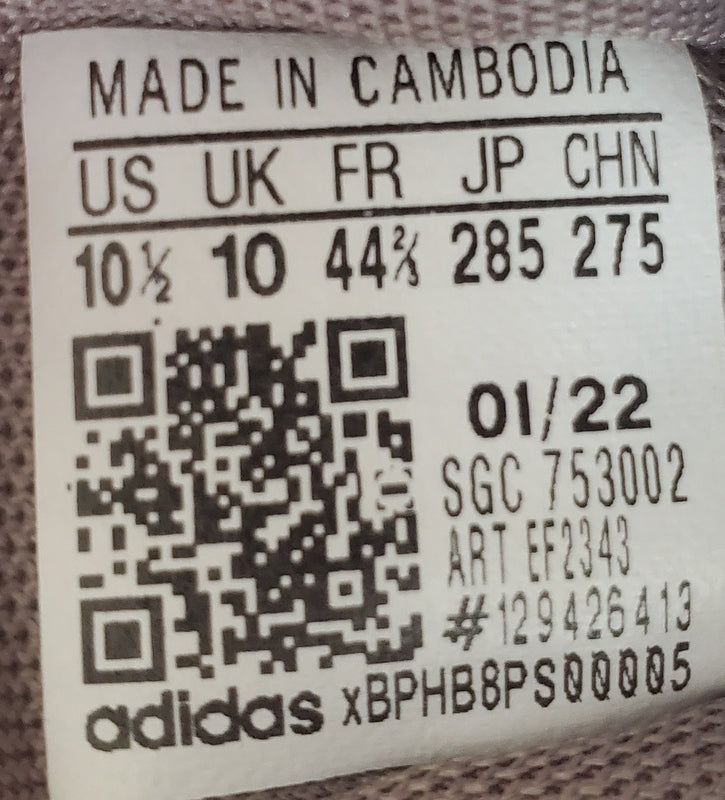 MADE IN CAMBODIA
US UK FR JP CHN
10½ 10 44⅔ 285 275
01/22
SGC 753002
ART EF2343
#129426413
adidas xBPHB8PS00005